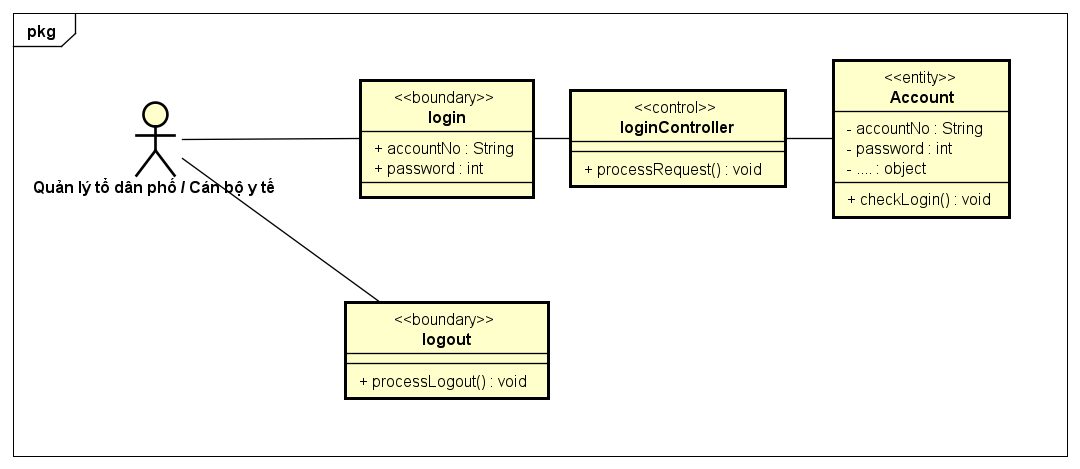 pkg
Quản lý tổ dân phố / Cán bộ y tế
<<boundary>>
login
+ accountNo : String
+ password : int
<<control>>
loginController
+ processRequest() : void
<<entity>>
Account
- accountNo : String
- password : int
- .... : object
+ checkLogin() : void
<<boundary>>
logout
+ processLogout() : void